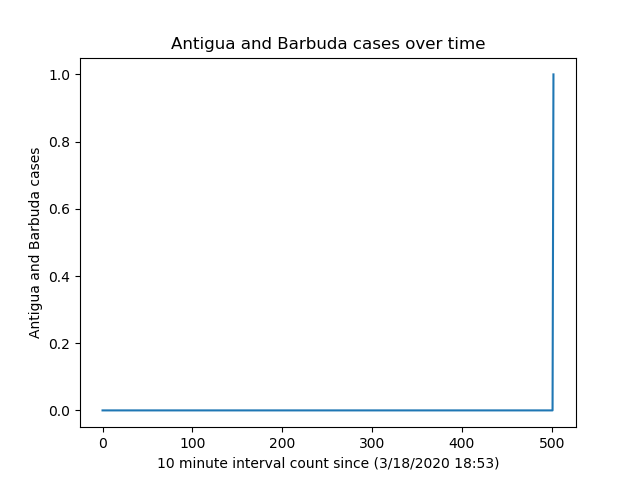 Antigua and Barbuda cases over time
Antigua and Barbuda cases
1.0
0.8
0.6
0.4
0.2
0.0
0 100 200 300 400 500
10 minute interval count since (3/18/2020 18:53)